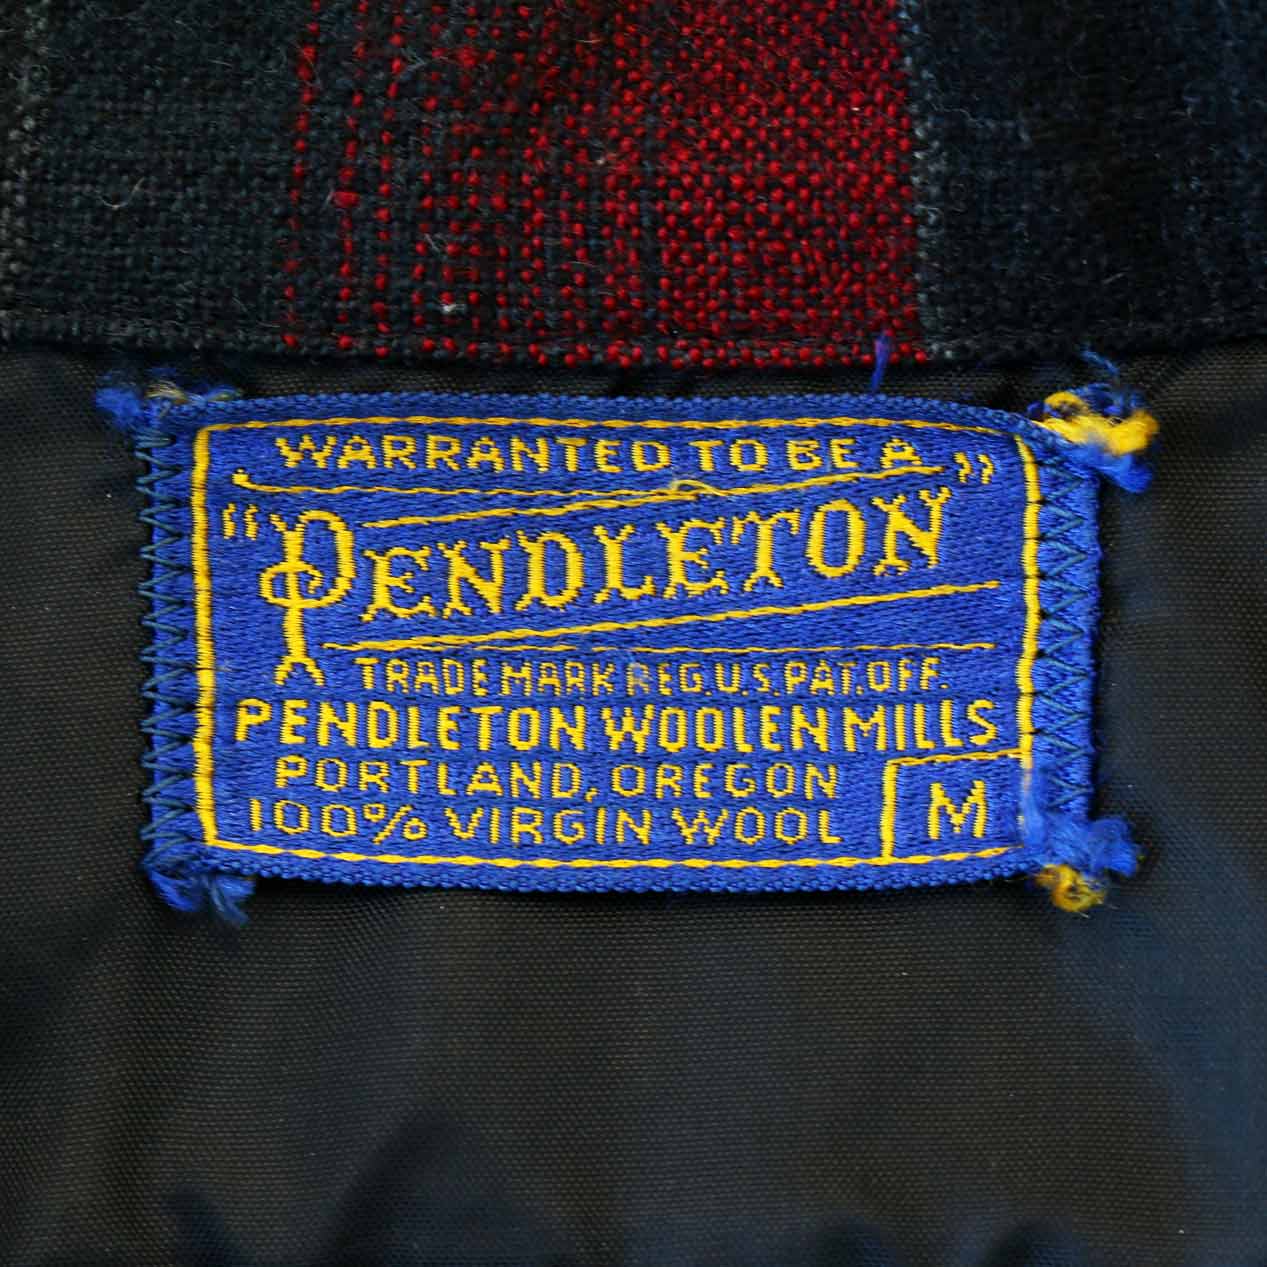 WARRANTED TO BE A
"PENDLETON"
TRADE MARK REG.U.S.PAT.OFF.
PENDLETON WOOLEN MILLS
PORTLAND, OREGON
100% VIRGIN WOOL
M